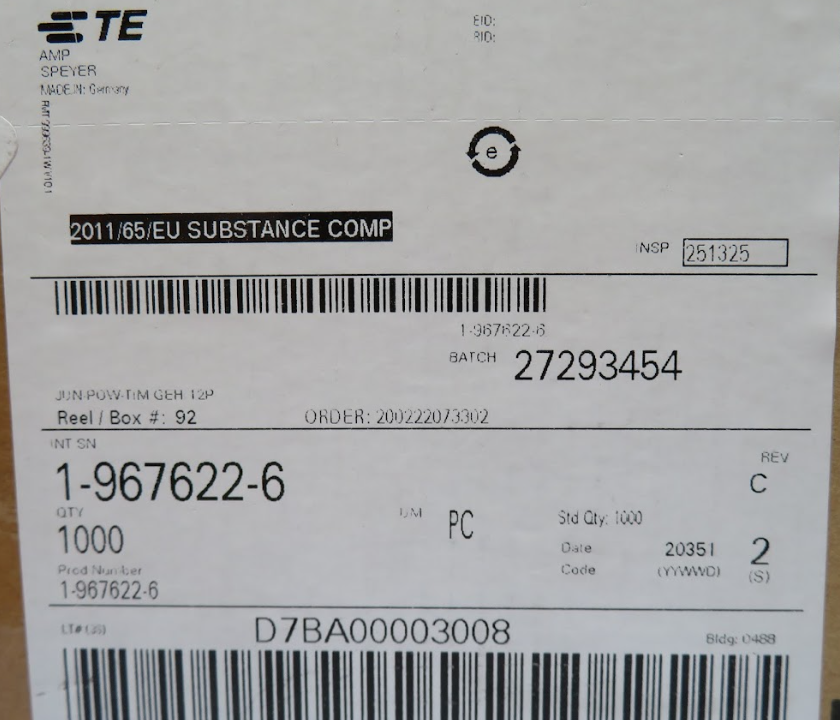 TE
AMP
SPEYER
MADE IN: Germany
EID:
RID:
e
2011/65/EU SUBSTANCE COMP
INSP 251325
1-967622-6
BATCH 27293454
JUN-POW-TIM GEH 12P
Reel / Box #: 92 ORDER: 200222073302
INT SN
1-967622-6
REV
C
QTY
1000
U/M PC
Std Qty: 1000
Date Code 20351 (YYWWD)
2
(S)
Prod Number
1-967622-6
LT# (3S) D7BA00003008 Bldg: 0488